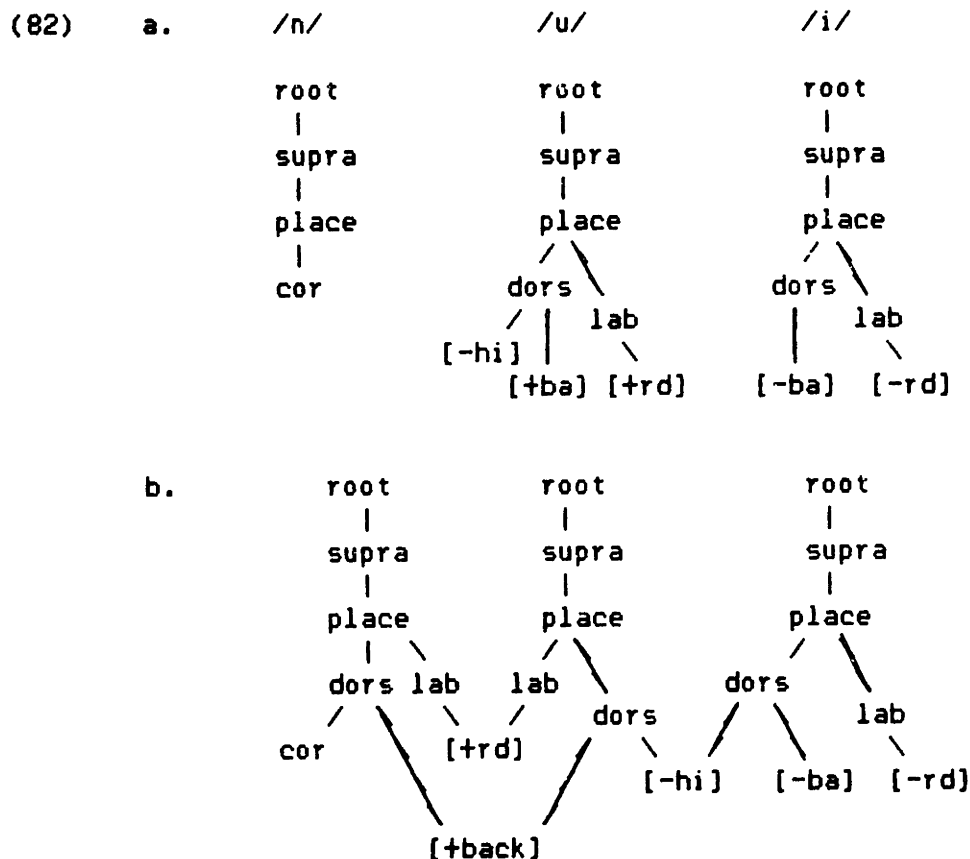 (82) a. /n/ /u/ /i/
root root root
supra supra supra
place place place
cor dors dors
lab lab
[-hi]
[+ba] [+rd] [-ba] [-rd]
b. root root root
supra supra supra
place place place
dors lab lab dors
dors lab
cor [+rd]
[-hi] [-ba] [-rd]
[+back]